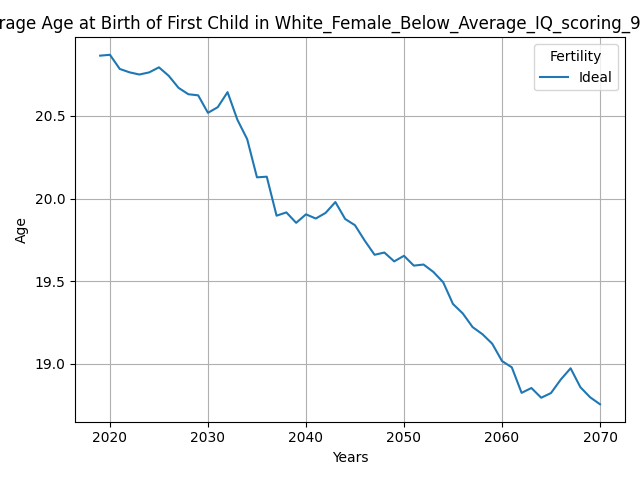 rage Age at Birth of First Child in White_Female_Below_Average_IQ_scoring_9
Fertility
Ideal
20.5
20.0
19.5
19.0
Age
2020 2030 2040 2050 2060 2070
Years